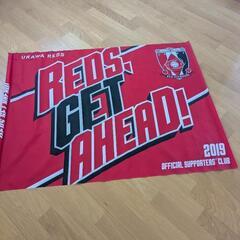 URAWA REDS
REDS,
GET
AHEAD!
2019
OFFICIAL SUPPORTERS' CLUB